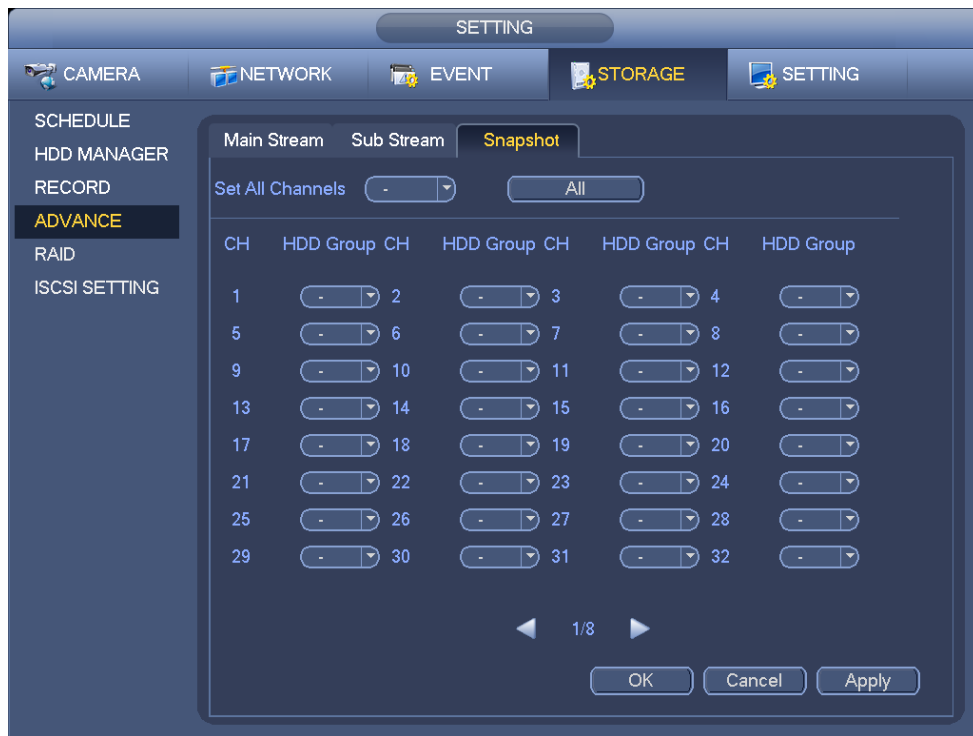 SETTING
CAMERA NETWORK EVENT STORAGE SETTING
SCHEDULE
HDD MANAGER
RECORD
ADVANCE
RAID
ISCSI SETTING
Main Stream Sub Stream Snapshot
Set All Channels - All
CH HDD Group CH HDD Group CH HDD Group CH HDD Group
1 - 2 - 3 - 4 -
5 - 6 - 7 - 8 -
9 - 10 - 11 - 12 -
13 - 14 - 15 - 16 -
17 - 18 - 19 - 20 -
21 - 22 - 23 - 24 -
25 - 26 - 27 - 28 -
29 - 30 - 31 - 32 -
1/8
OK Cancel Apply